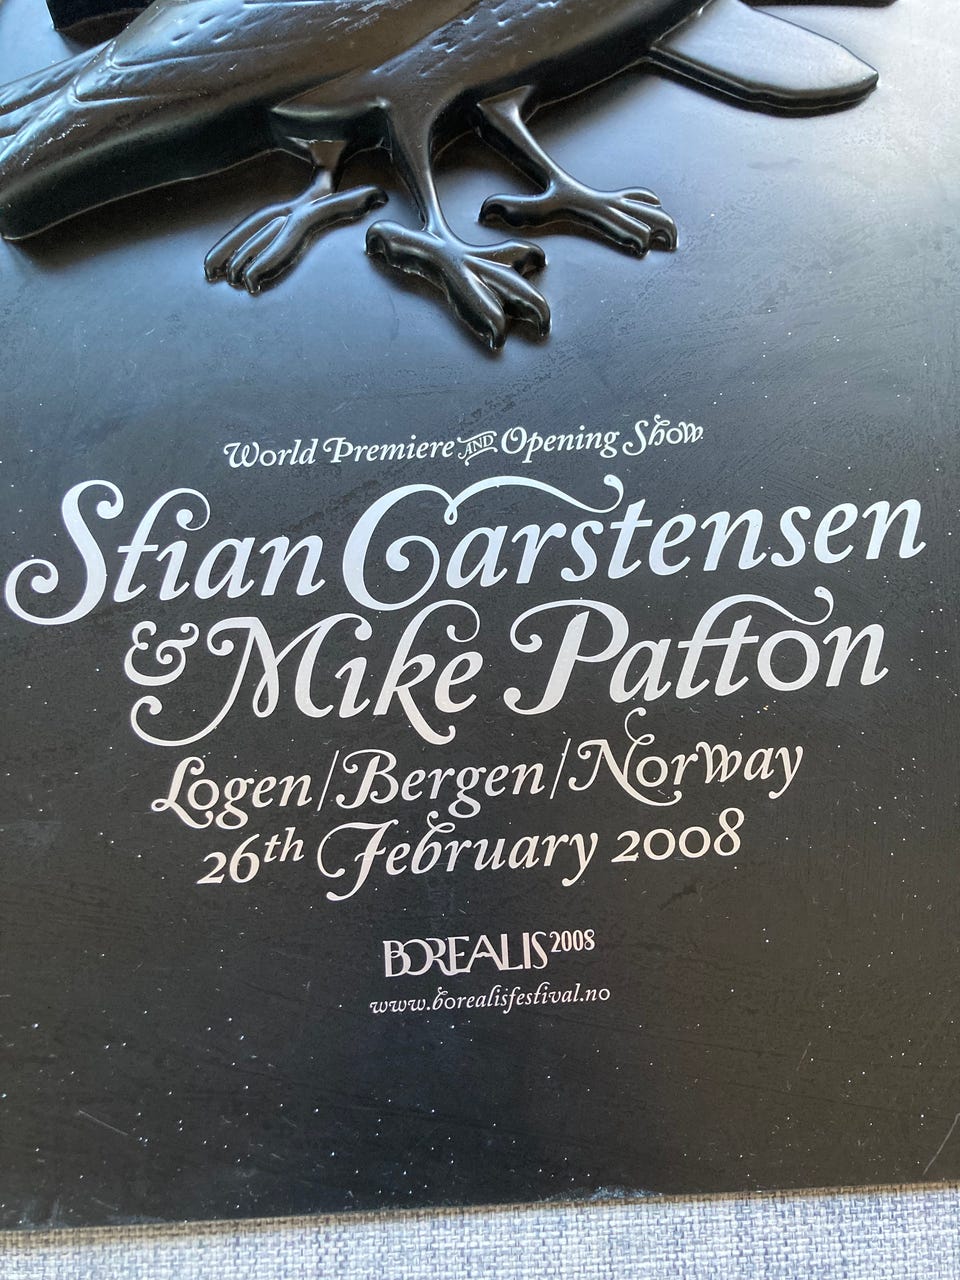 World Premiere AND Opening Show
Stian Carstensen
& Mike Patton
Logen/Bergen/Norway
26th February 2008
BOREALIS 2008
www.borealisfestival.no